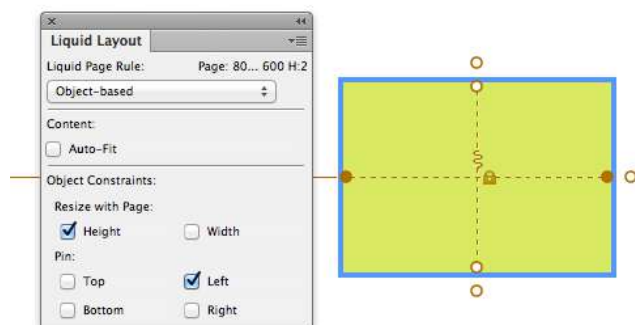 Liquid Layout
Liquid Page Rule: Page: 80... 600 H:2
Object-based
Content:
Auto-Fit
Object Constraints:
Resize with Page:
Height Width
Pin:
Top Left
Bottom Right